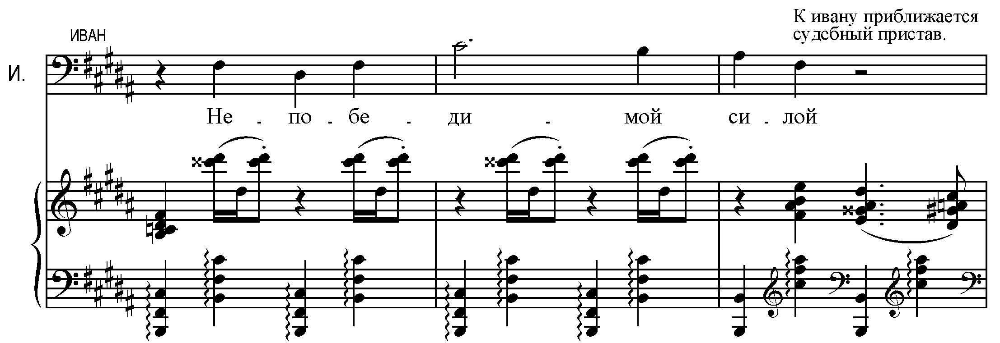 К ивану приближается
судебный пристав.
ИВАН
И.
Не - по - бе - ди - мой си - лой